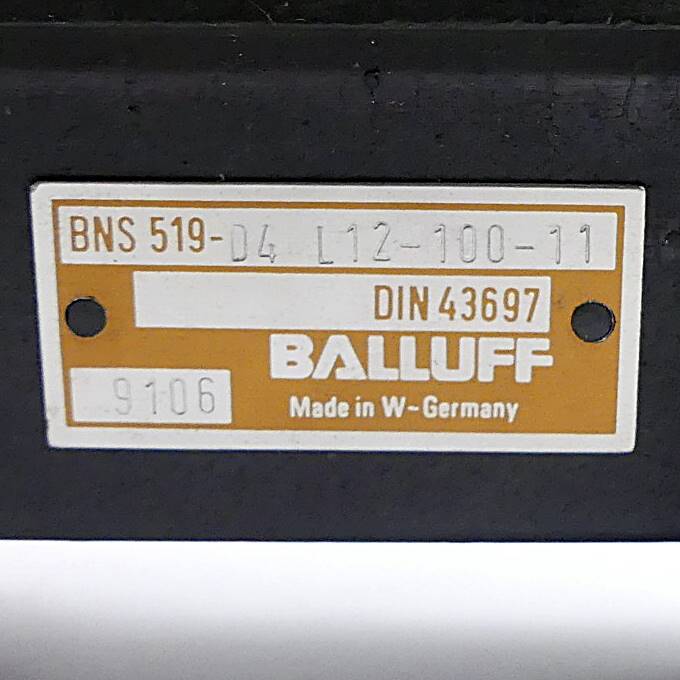 BNS 519-D4 L12-100-11
DIN 43697
BALLUFF
9106
Made in W-Germany